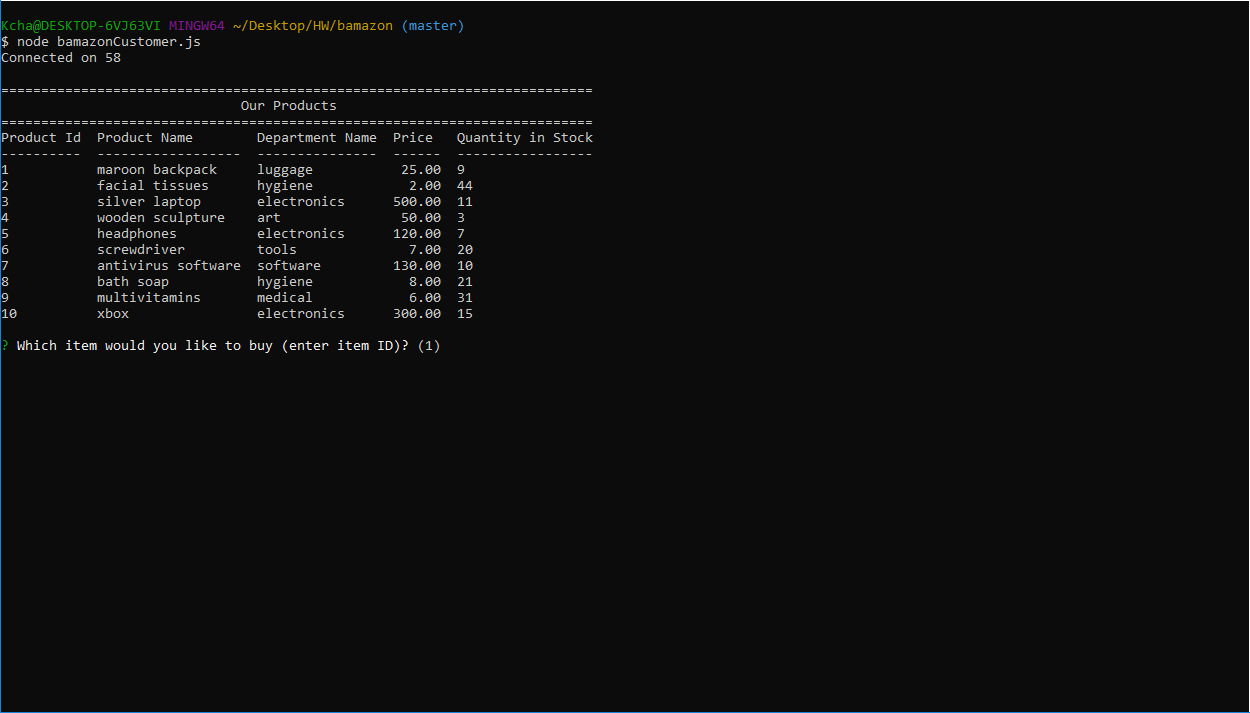 Kcha@DESKTOP-6VJ63VI MINGW64 ~/Desktop/HW/bamazon (master)
$ node bamazonCustomer.js
Connected on 58
==========================================================================
                              Our Products
==========================================================================
Product Id  Product Name        Department Name  Price   Quantity in Stock
----------  ------------------  ---------------  ------  -----------------
1           maroon backpack     luggage           25.00  9
2           facial tissues      hygiene            2.00  44
3           silver laptop       electronics      500.00  11
4           wooden sculpture    art               50.00  3
5           headphones          electronics      120.00  7
6           screwdriver         tools              7.00  20
7           antivirus software  software         130.00  10
8           bath soap           hygiene            8.00  21
9           multivitamins       medical            6.00  31
10          xbox                electronics      300.00  15
? Which item would you like to buy (enter item ID)? (1)